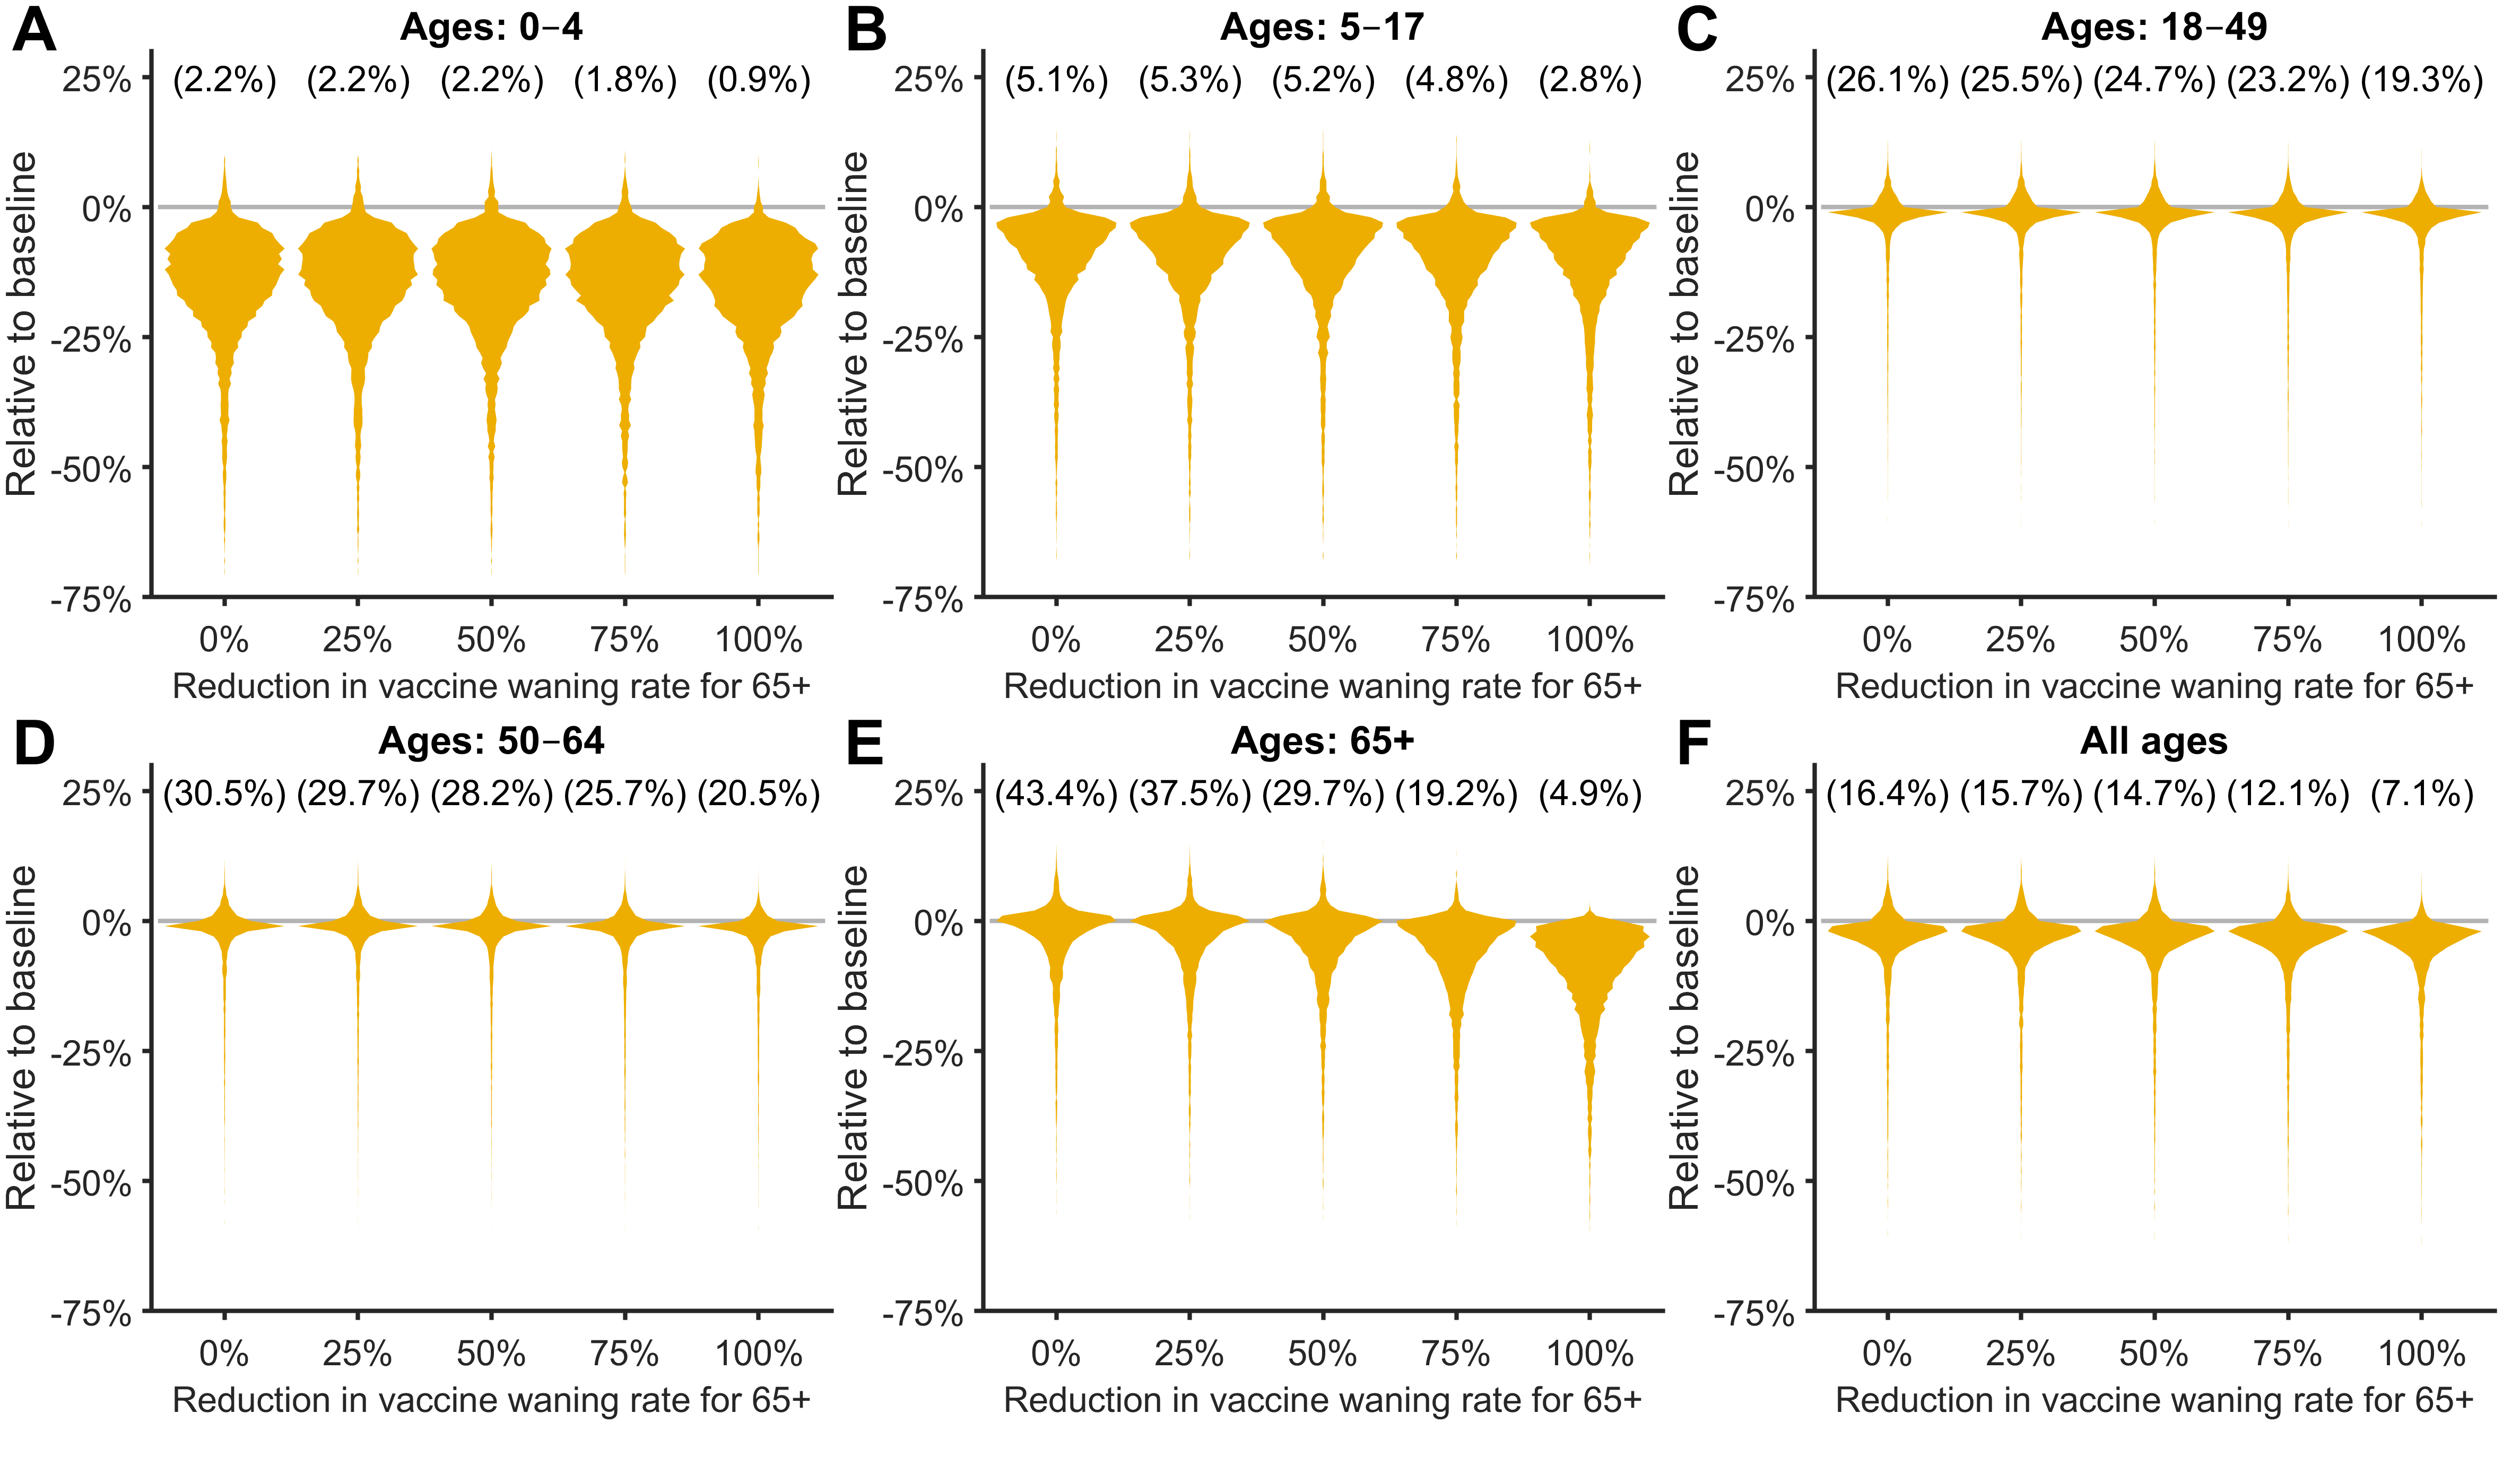 A
Ages: 0–4
Relative to baseline
25%
0%
-25%
-50%
-75%
(2.2%) (2.2%) (2.2%) (1.8%) (0.9%)
0% 25% 50% 75% 100%
Reduction in vaccine waning rate for 65+
B
Ages: 5–17
Relative to baseline
25%
0%
-25%
-50%
-75%
(5.1%) (5.3%) (5.2%) (4.8%) (2.8%)
0% 25% 50% 75% 100%
Reduction in vaccine waning rate for 65+
C
Ages: 18–49
Relative to baseline
25%
0%
-25%
-50%
-75%
(26.1%) (25.5%) (24.7%) (23.2%) (19.3%)
0% 25% 50% 75% 100%
Reduction in vaccine waning rate for 65+
D
Ages: 50–64
Relative to baseline
25%
0%
-25%
-50%
-75%
(30.5%) (29.7%) (28.2%) (25.7%) (20.5%)
0% 25% 50% 75% 100%
Reduction in vaccine waning rate for 65+
E
Ages: 65+
Relative to baseline
25%
0%
-25%
-50%
-75%
(43.4%) (37.5%) (29.7%) (19.2%) (4.9%)
0% 25% 50% 75% 100%
Reduction in vaccine waning rate for 65+
F
All ages
Relative to baseline
25%
0%
-25%
-50%
-75%
(16.4%) (15.7%) (14.7%) (12.1%) (7.1%)
0% 25% 50% 75% 100%
Reduction in vaccine waning rate for 65+